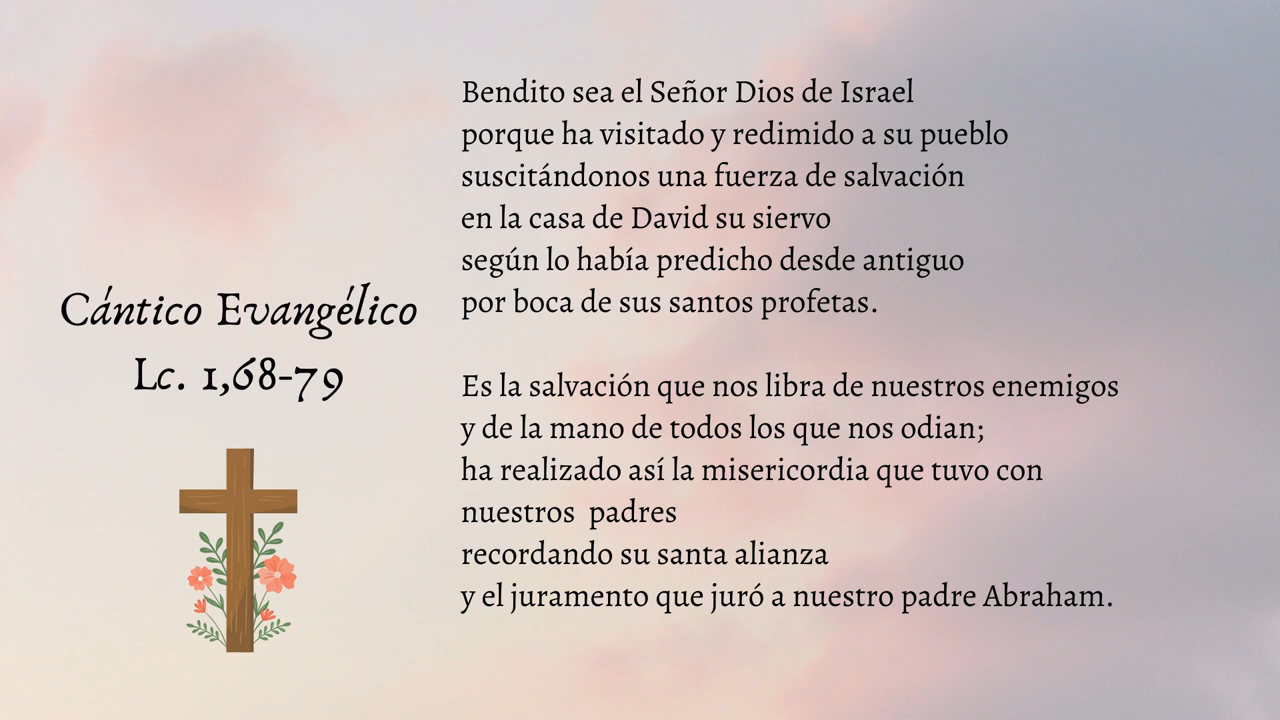 Cántico Evangélico
Lc. 1,68-79
Bendito sea el Señor Dios de Israel
porque ha visitado y redimido a su pueblo
suscitándonos una fuerza de salvación
en la casa de David su siervo
según lo había predicho desde antiguo
por boca de sus santos profetas.
Es la salvación que nos libra de nuestros enemigos
y de la mano de todos los que nos odian;
ha realizado así la misericordia que tuvo con
nuestros  padres
recordando su santa alianza
y el juramento que juró a nuestro padre Abraham.